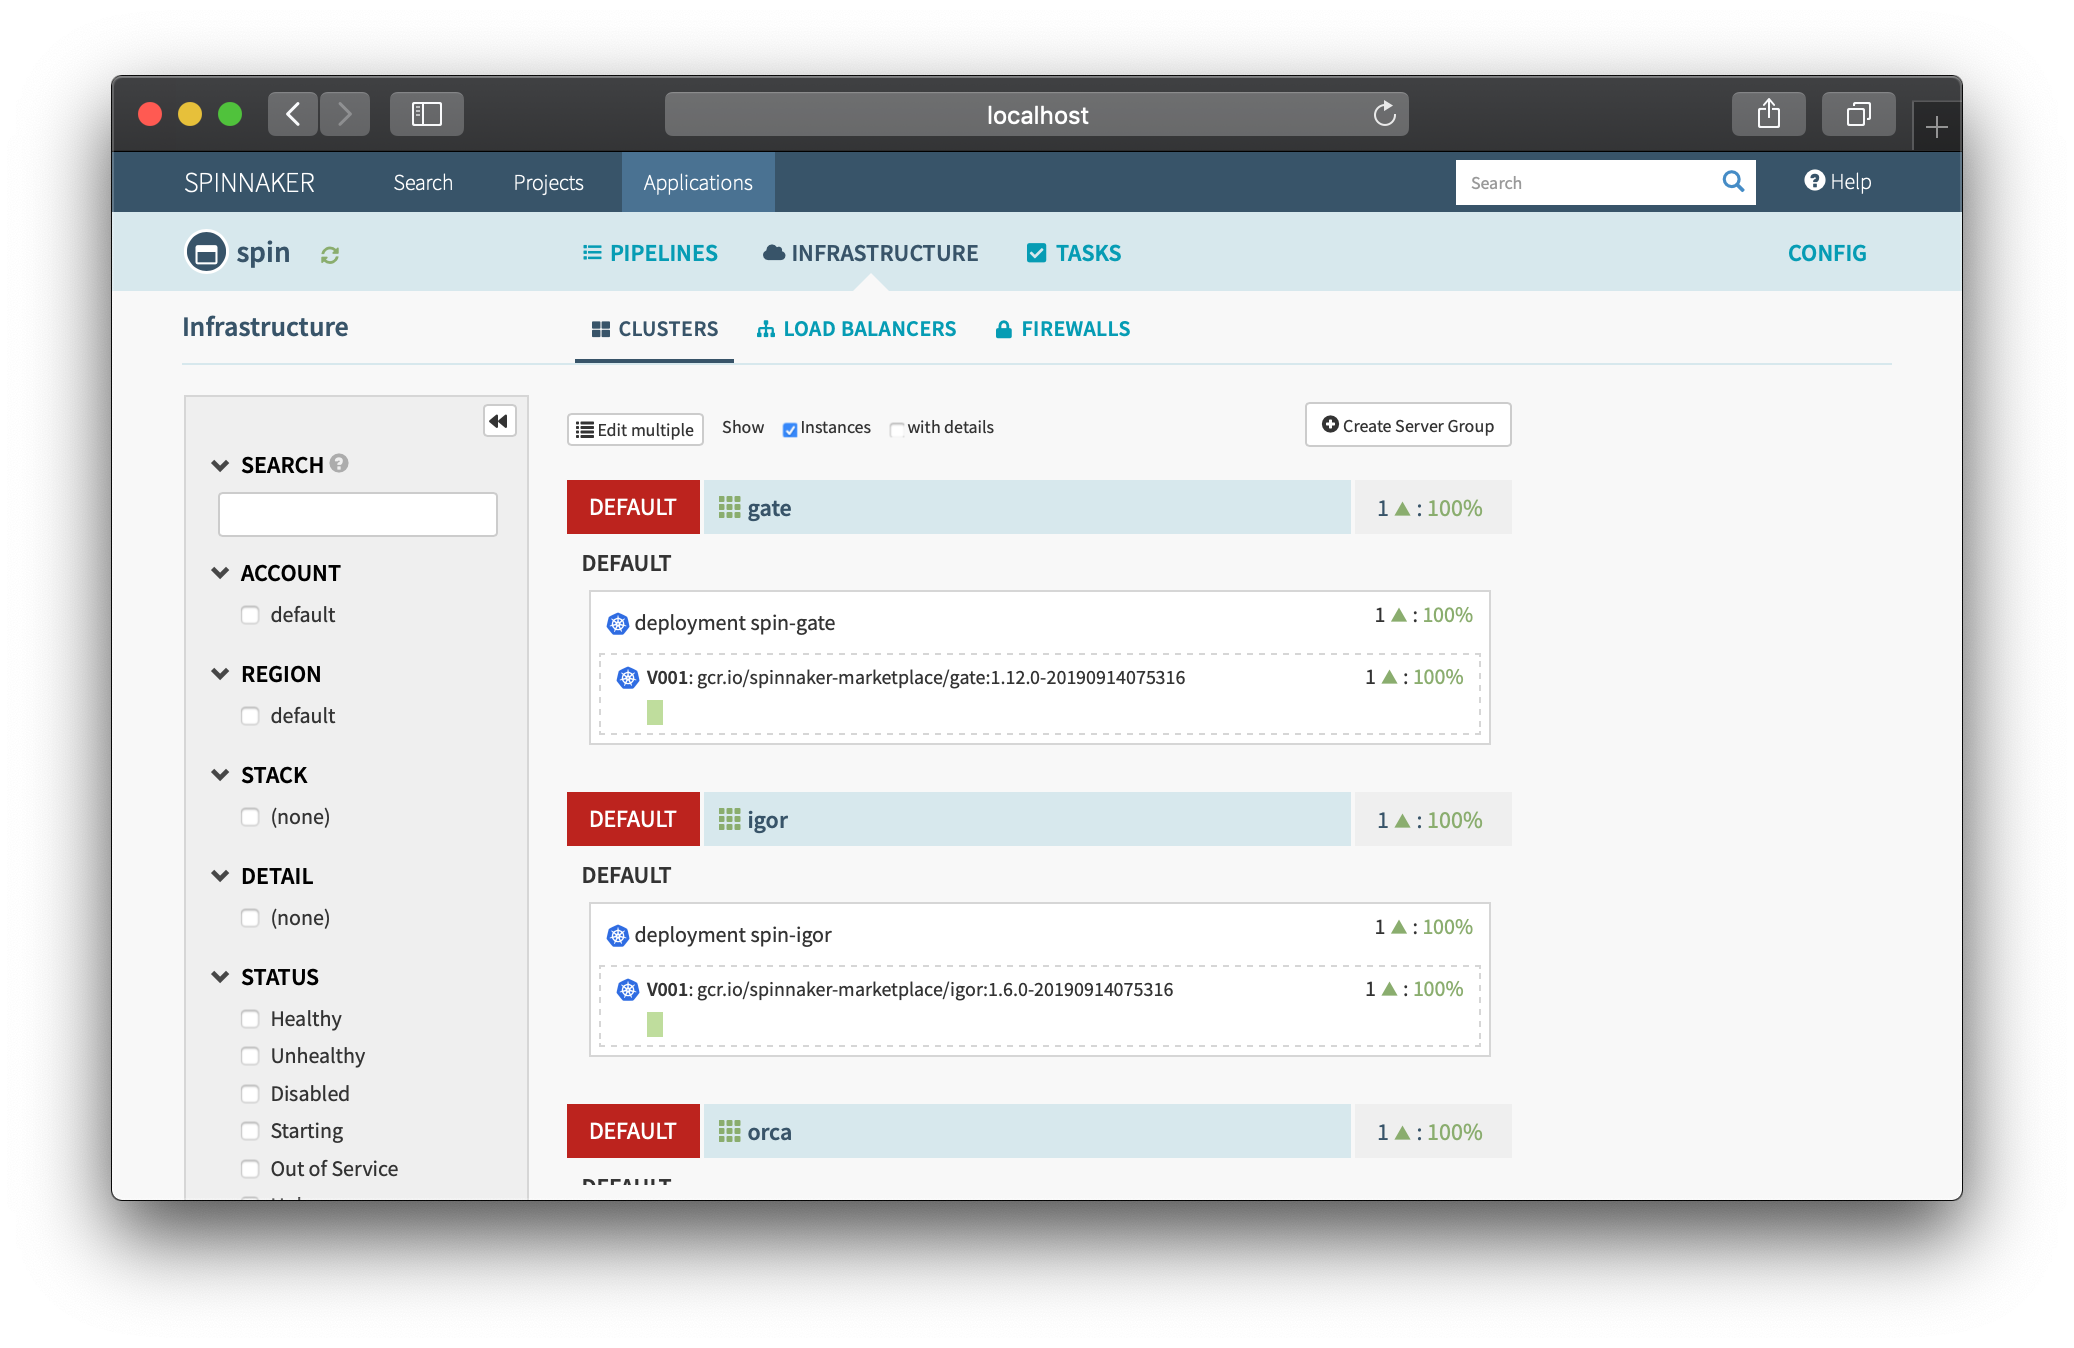 localhost
SPINNAKER Search Projects Applications Search Help
spin PIPELINES INFRASTRUCTURE TASKS CONFIG
Infrastructure CLUSTERS LOAD BALANCERS FIREWALLS
SEARCH
ACCOUNT
default
REGION
default
STACK
(none)
DETAIL
(none)
STATUS
Healthy
Unhealthy
Disabled
Starting
Out of Service
Edit multiple Show Instances with details Create Server Group
DEFAULT gate 1 ▲ : 100%
DEFAULT
deployment spin-gate 1 ▲ : 100%
V001: gcr.io/spinnaker-marketplace/gate:1.12.0-20190914075316 1 ▲ : 100%
DEFAULT igor 1 ▲ : 100%
DEFAULT
deployment spin-igor 1 ▲ : 100%
V001: gcr.io/spinnaker-marketplace/igor:1.6.0-20190914075316 1 ▲ : 100%
DEFAULT orca 1 ▲ : 100%
DEFAULT